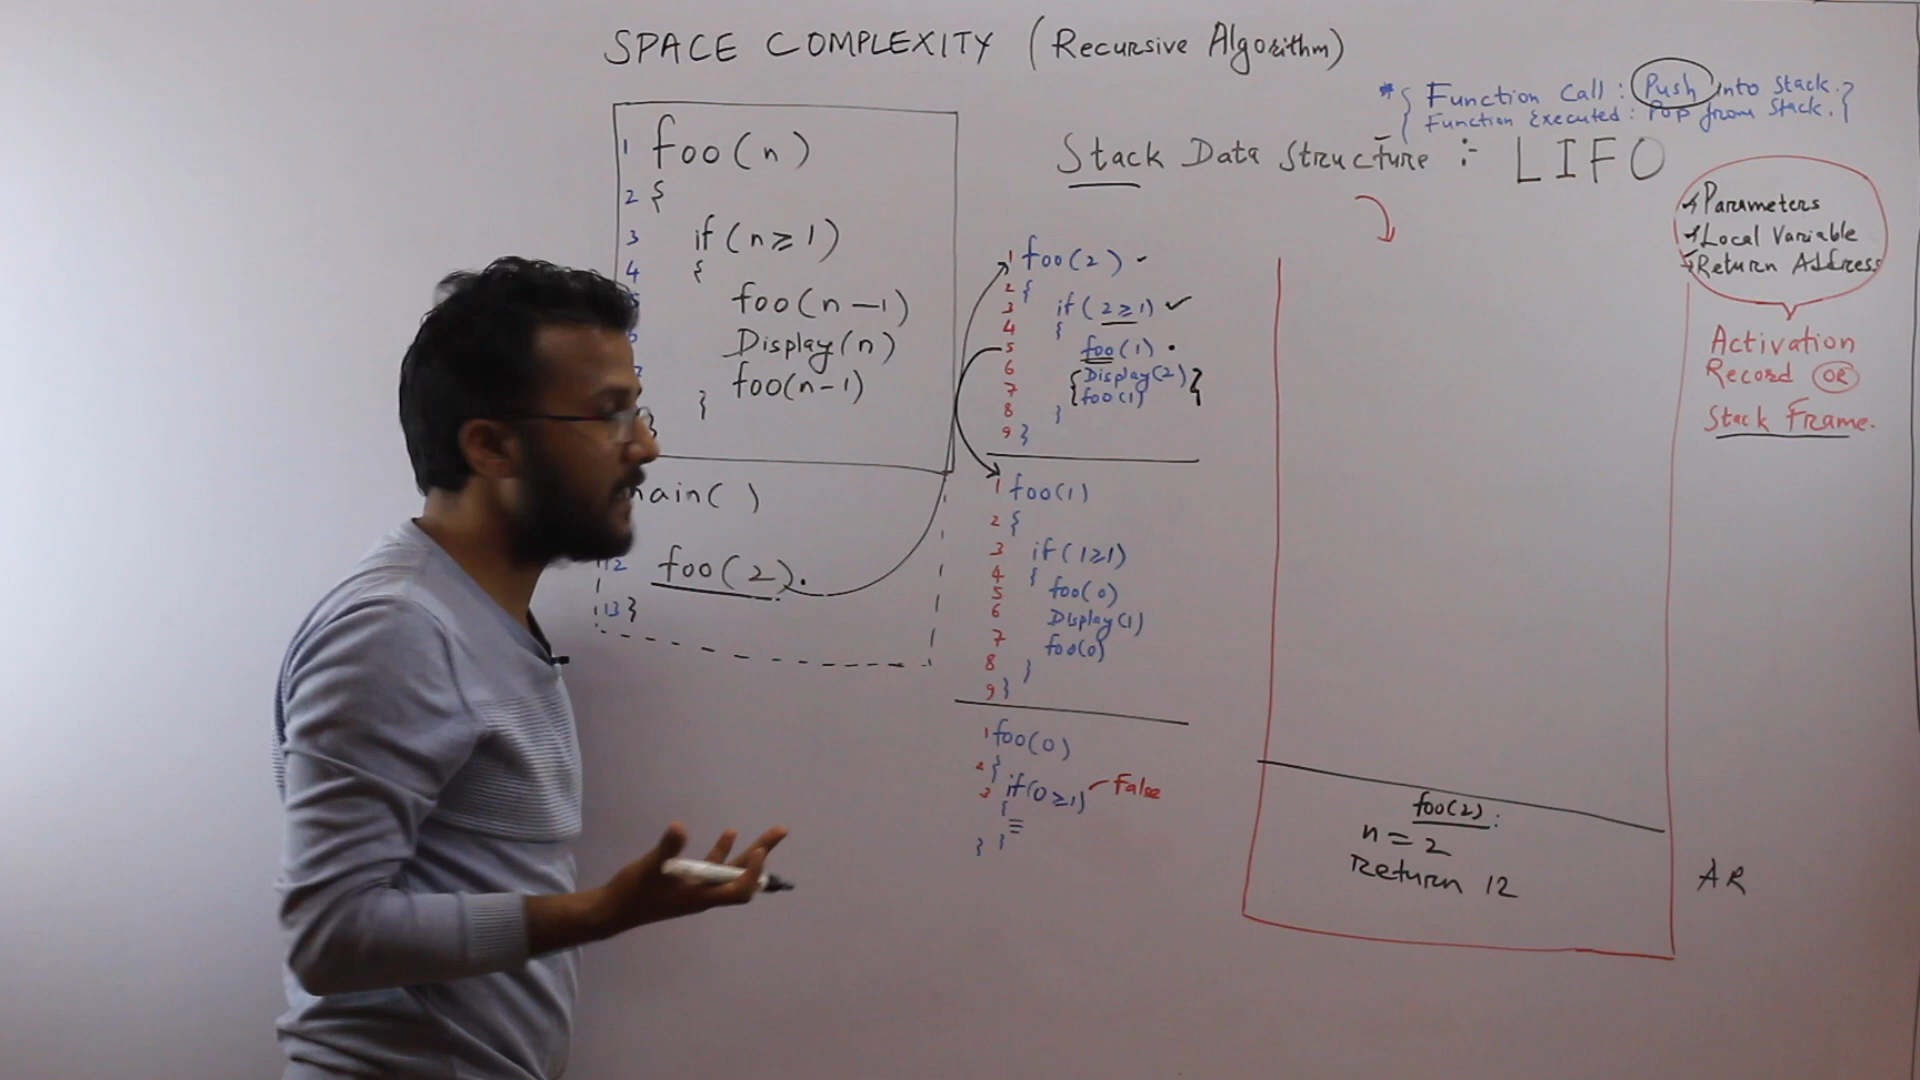 SPACE COMPLEXITY (Recursive Algorithm)
* { Function Call : Push into Stack. }
{ Function Executed : Pop from Stack. }
Stack Data Structure :- LIFO
1 foo(n)
2 {
3 if (n ≥ 1)
4 {
5 foo(n-1)
Display(n)
foo(n-1)
}
}
main( )
12 foo(2).
13 }
1 foo(2)
2 {
3 if (2≥1) ✓
4 {
5 foo(1)
6 {Display(2)}
7 {foo(1)
8 }
9 }
1 foo(1)
2 {
3 if (1≥1)
4 {
5 foo(0)
6 Display(1)
7 foo(0)
8 }
9 }
1 foo(0)
2 {
3 if(0≥1) False
{
}
}
Parameters
Local Variable
Return Address
Activation
Record OR
Stack Frame.
foo(2):
n = 2
Return 12
AR